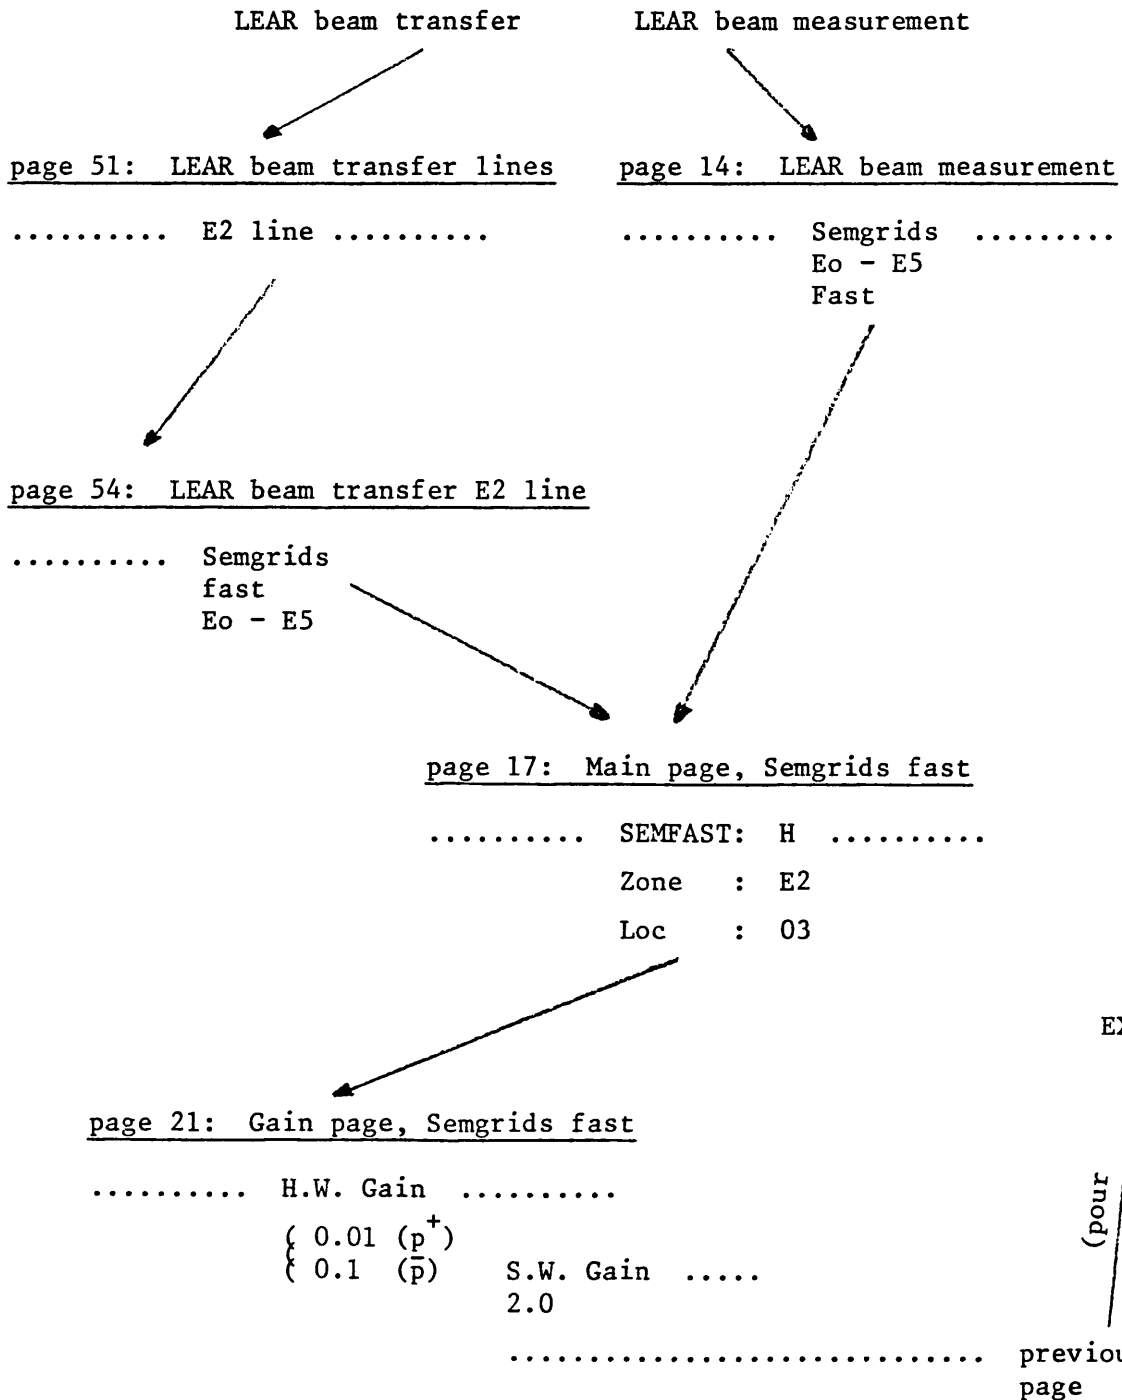 LEAR beam transfer
LEAR beam measurement
page 51: LEAR beam transfer lines
.......... E2 line ..........
page 14: LEAR beam measurement
.......... Semgrids .........
Eo - E5
Fast
page 54: LEAR beam transfer E2 line
.......... Semgrids
fast
Eo - E5
page 17: Main page, Semgrids fast
.......... SEMFAST: H ..........
Zone : E2
Loc : 03
page 21: Gain page, Semgrids fast
.......... H.W. Gain ..........
0.01 (p+)
0.1 (p̄)
S.W. Gain .....
2.0
(pour
............................... previou
page